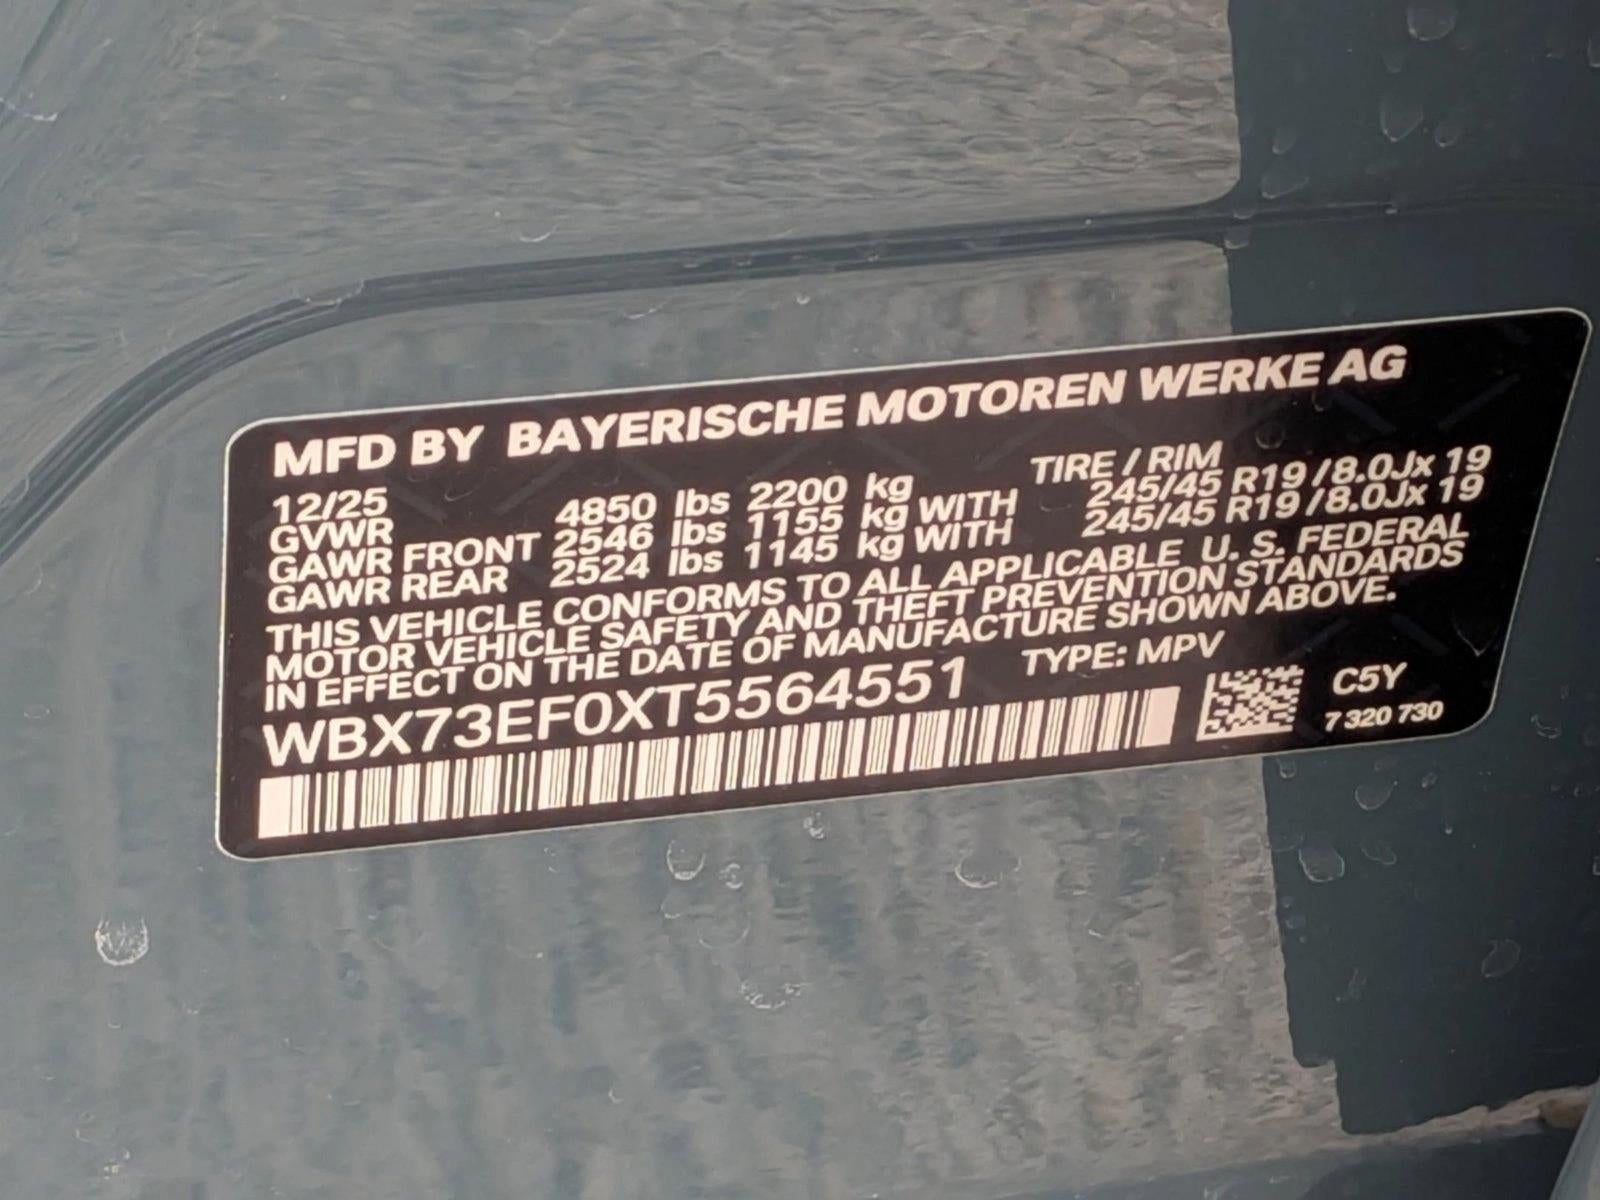 MFD BY BAYERISCHE MOTOREN WERKE AG
12/25 TIRE / RIM
GVWR 4850 lbs 2200 kg
GAWR FRONT 2546 lbs 1155 kg WITH 245/45 R19 /8.0Jx 19
GAWR REAR 2524 lbs 1145 kg WITH 245/45 R19 /8.0Jx 19
THIS VEHICLE CONFORMS TO ALL APPLICABLE U. S. FEDERAL
MOTOR VEHICLE SAFETY AND THEFT PREVENTION STANDARDS
IN EFFECT ON THE DATE OF MANUFACTURE SHOWN ABOVE.
WBX73EF0XT5564551 TYPE: MPV
C5Y
7 320 730